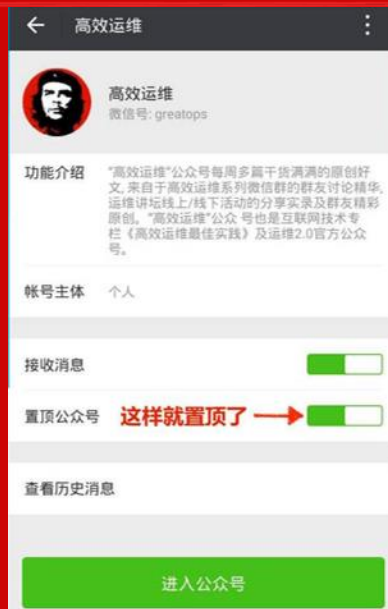 高效运维
高效运维
微信号: greatops
功能介绍
“高效运维”公众号每周多篇干货满满的原创好
文, 来自于高效运维系列微信群的群友讨论精华,
运维讲坛线上/线下活动的分享实录及群友精彩
原创。“高效运维”公众 号也是互联网技术专
栏《高效运维最佳实践》及运维2.0官方公众
号。
帐号主体 个人
接收消息
置顶公众号 这样就置顶了
查看历史消息
进入公众号